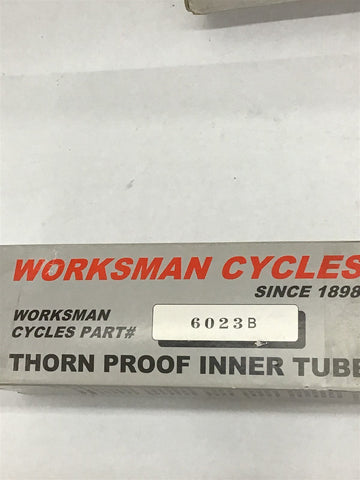 WORKSMAN CYCLES
SINCE 1898
WORKSMAN
CYCLES PART#
6023B
THORN PROOF INNER TUBE